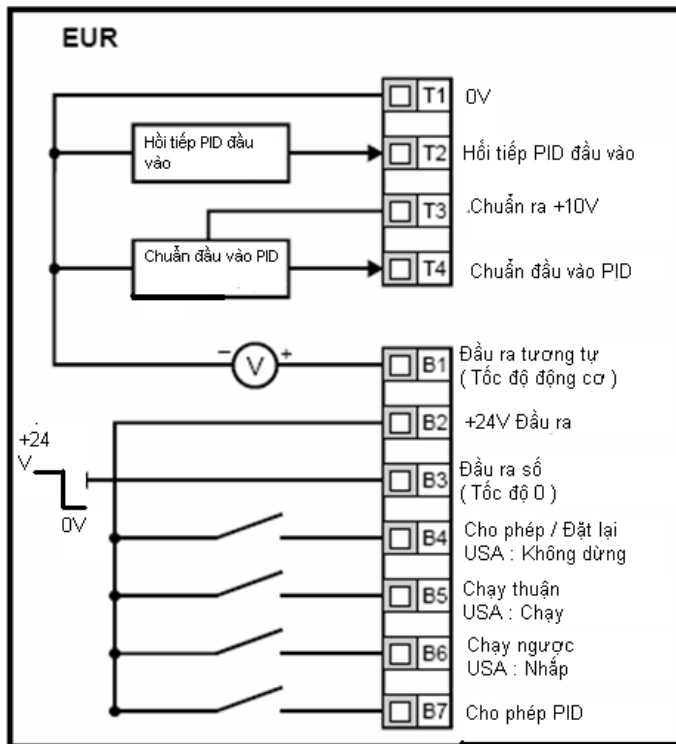 EUR
T1 0V
Hồi tiếp PID đầu
vào
T2 Hồi tiếp PID đầu vào
T3 .Chuẩn ra +10V
Chuẩn đầu vào PID
T4 Chuẩn đầu vào PID
− V +
B1 Đầu ra tương tự
( Tốc độ động cơ )
B2 +24V Đầu ra
+24
V
0V
B3 Đầu ra số
( Tốc độ 0 )
B4 Cho phép / Đặt lại
USA : Không dừng
B5 Chạy thuận
USA : Chạy
B6 Chạy ngược
USA : Nhắp
B7 Cho phép PID